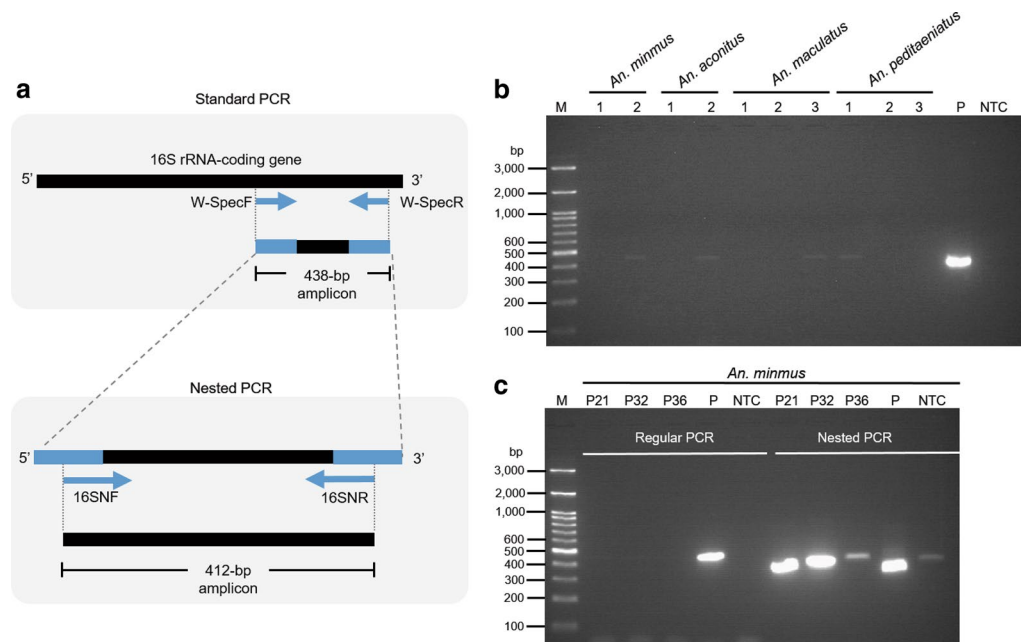 a
Standard PCR
16S rRNA-coding gene
5' 3'
W-SpecF W-SpecR
438-bp
amplicon
Nested PCR
5' 3'
16SNF 16SNR
412-bp
amplicon
b
An. minmus An. aconitus An. maculatus An. peditaeniatus
M 1 2 1 2 1 2 3 1 2 3 P NTC
bp
3,000
2,000
1,000
600
500
400
300
200
100
c
An. minmus
M P21 P32 P36 P NTC P21 P32 P36 P NTC
Regular PCR Nested PCR
bp
3,000
2,000
1,000
600
500
400
300
200
100